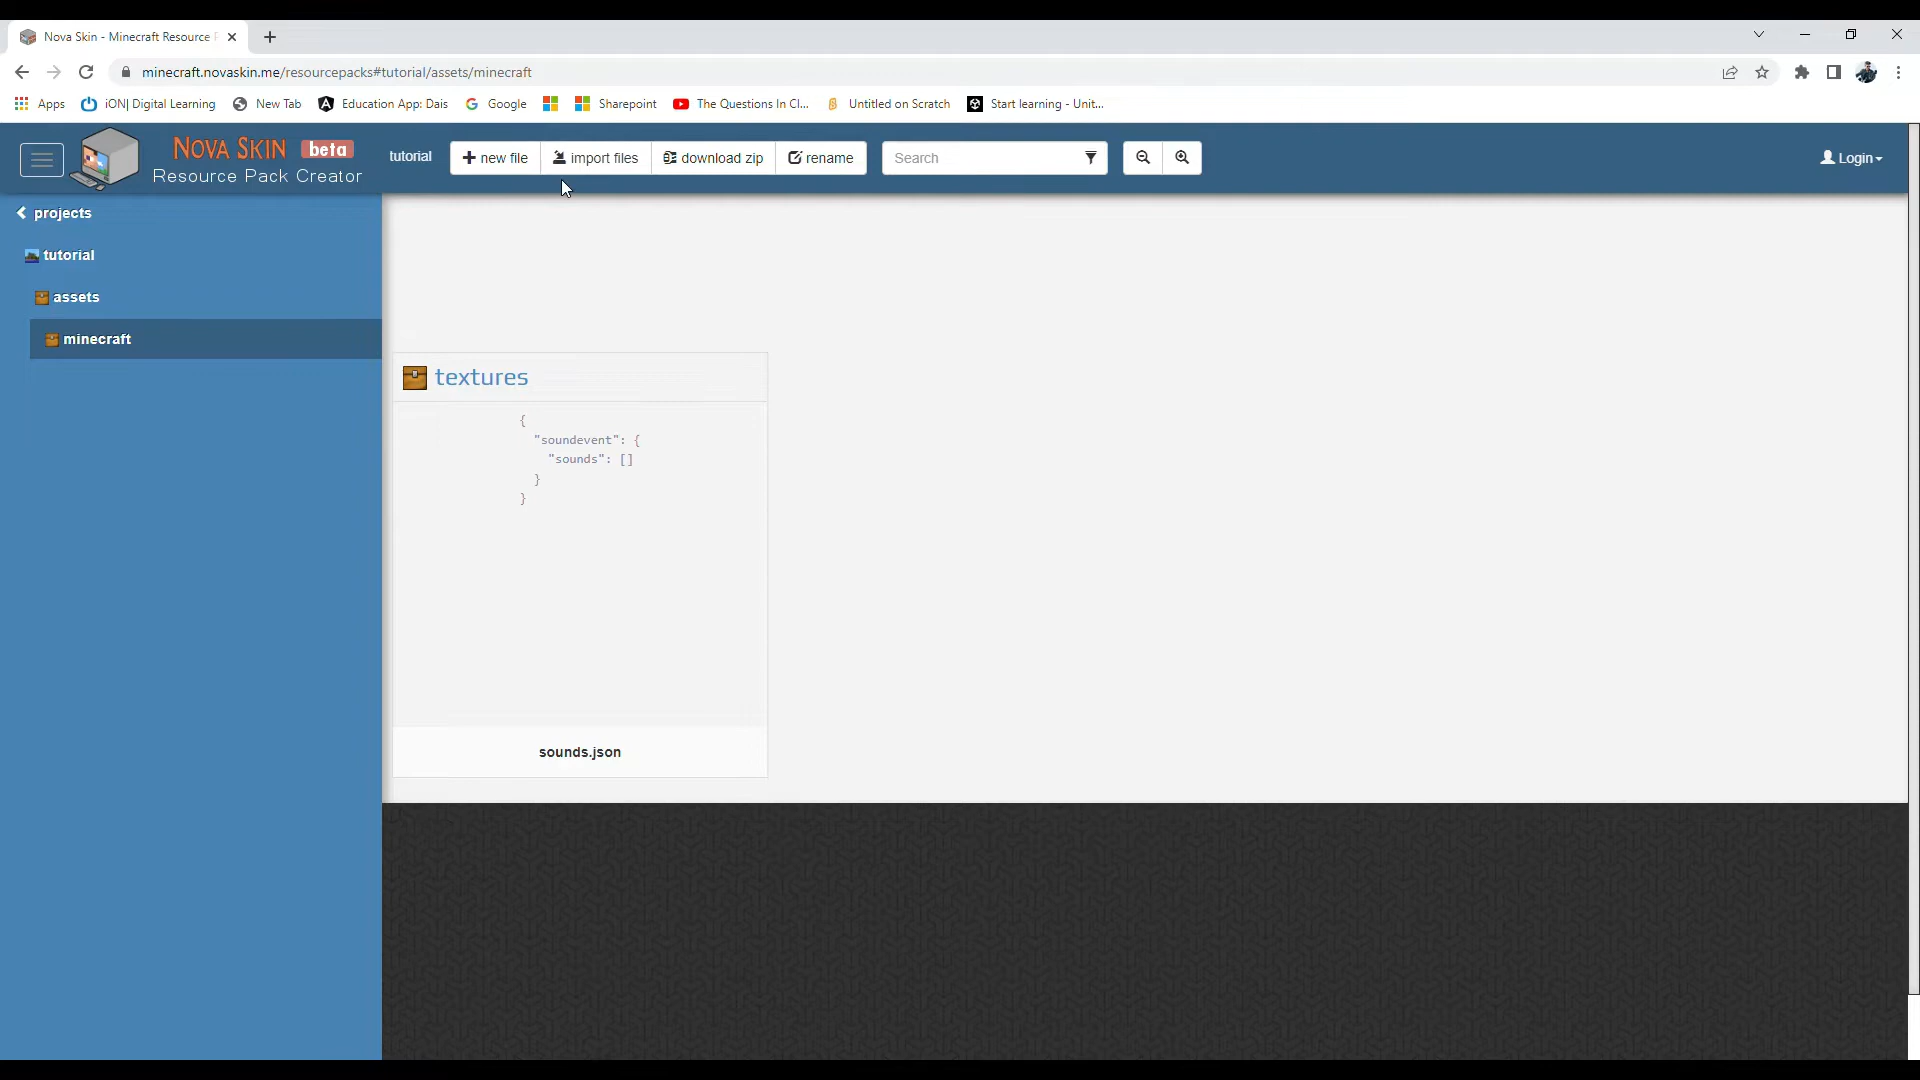 Nova Skin - Minecraft Resource
minecraft.novaskin.me/resourcepacks#tutorial/assets/minecraft
Apps iON| Digital Learning New Tab Education App: Dais Google Sharepoint The Questions In Cl... Untitled on Scratch Start learning - Unit...
NOVA SKIN beta
Resource Pack Creator
tutorial new file import files download zip rename Search Login
projects
tutorial
assets
minecraft
textures
{
"soundevent": {
"sounds": []
}
}
sounds.json